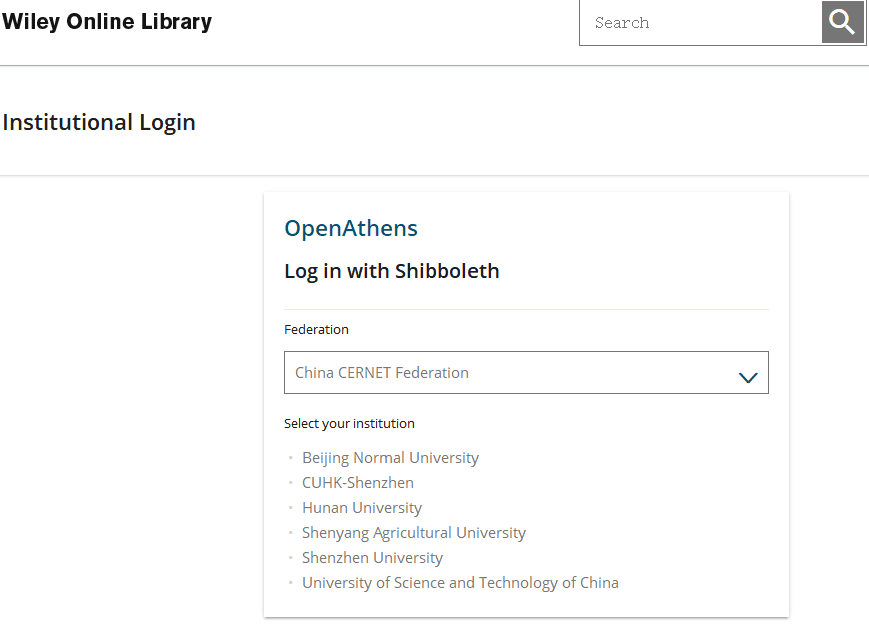 Wiley Online Library
Search
Institutional Login
OpenAthens
Log in with Shibboleth
Federation
China CERNET Federation
Select your institution
Beijing Normal University
CUHK-Shenzhen
Hunan University
Shenyang Agricultural University
Shenzhen University
University of Science and Technology of China